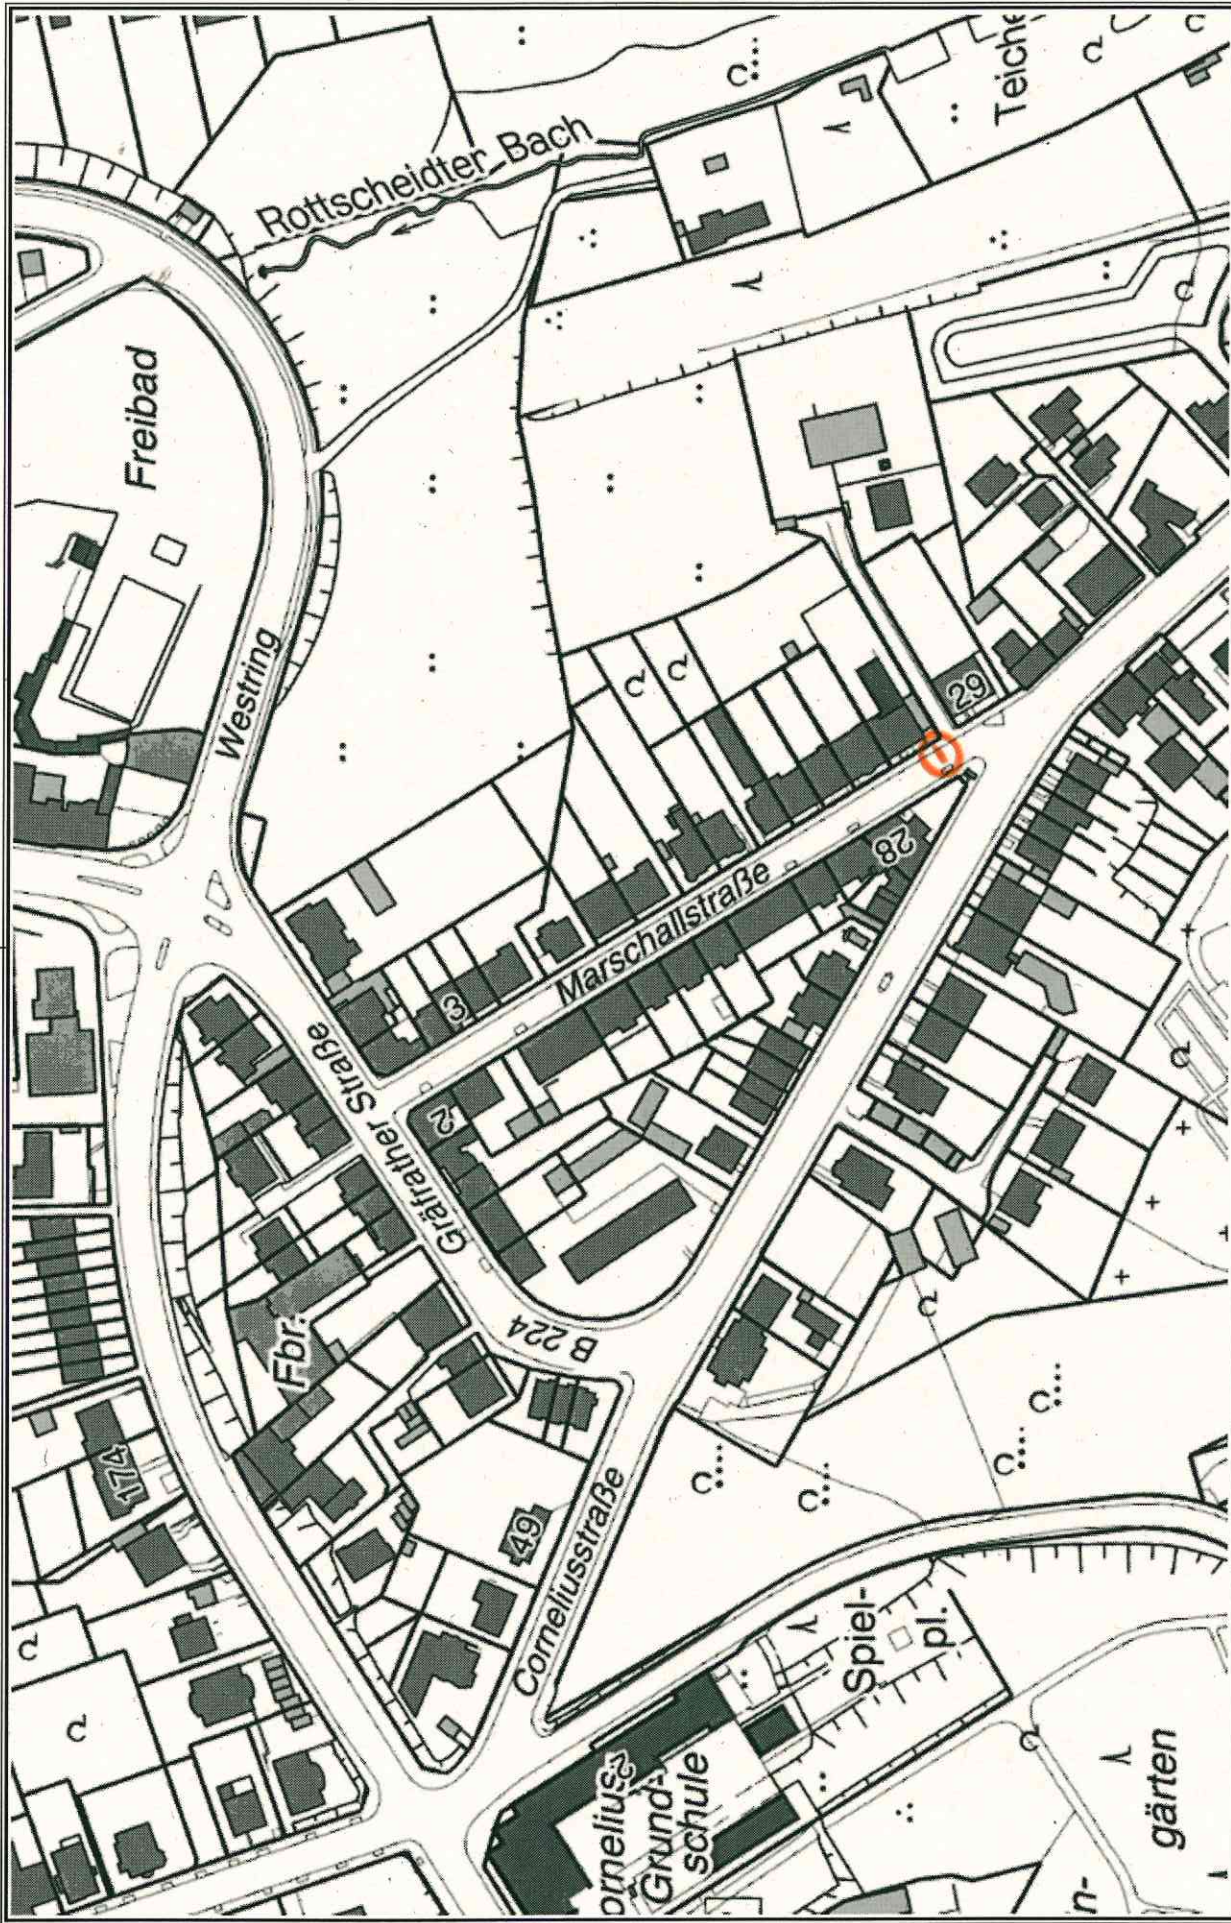 Teiche
Rottscheidter Bach
Freibad
Westring
29
28
Marschallstraße
3
Gräfrather Straße
2
B 224
Fbr.
174
49
Corneliusstraße
Spiel-
pl.
ornelius-
Grund-
schule
gärten
n-